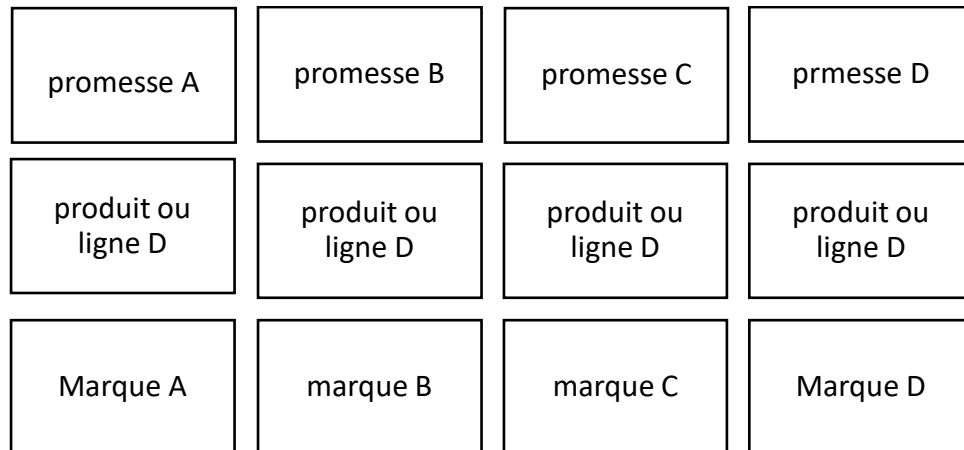 promesse A
promesse B
promesse C
prmesse D
produit ou
ligne D
produit ou
ligne D
produit ou
ligne D
produit ou
ligne D
Marque A
marque B
marque C
Marque D